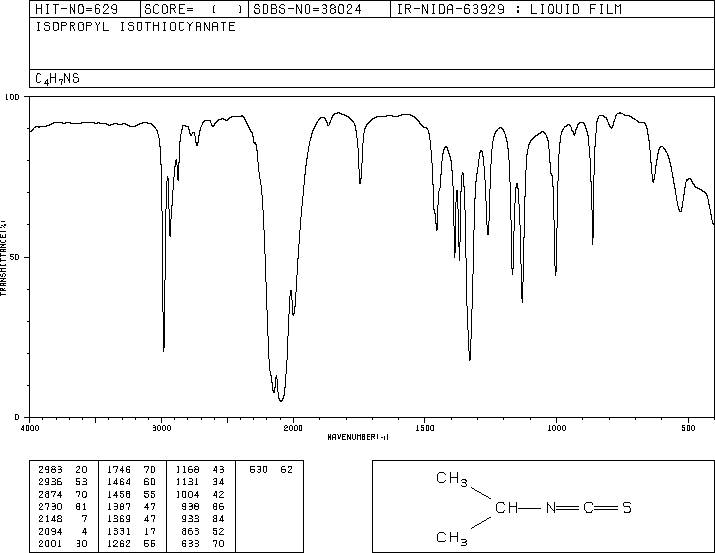 HIT-NO=629 SCORE= ( ) SDBS-NO=38024 IR-NIDA-63929 : LIQUID FILM
ISOPROPYL ISOTHIOCYANATE
C4H7NS
100
50
0
TRANSMITTANCE(%)
4000 3000 2000 1500 1000 500
WAVENUMBER(-1)
2983 20 1746 70 1168 43 630 62
2936 53 1464 60 1131 34
2874 70 1458 55 1004 42
2730 81 1387 47 938 86
2148 7 1369 47 933 84
2094 4 1331 17 863 52
2001 30 1262 55 633 70
CH3
CH—N=C=S
CH3